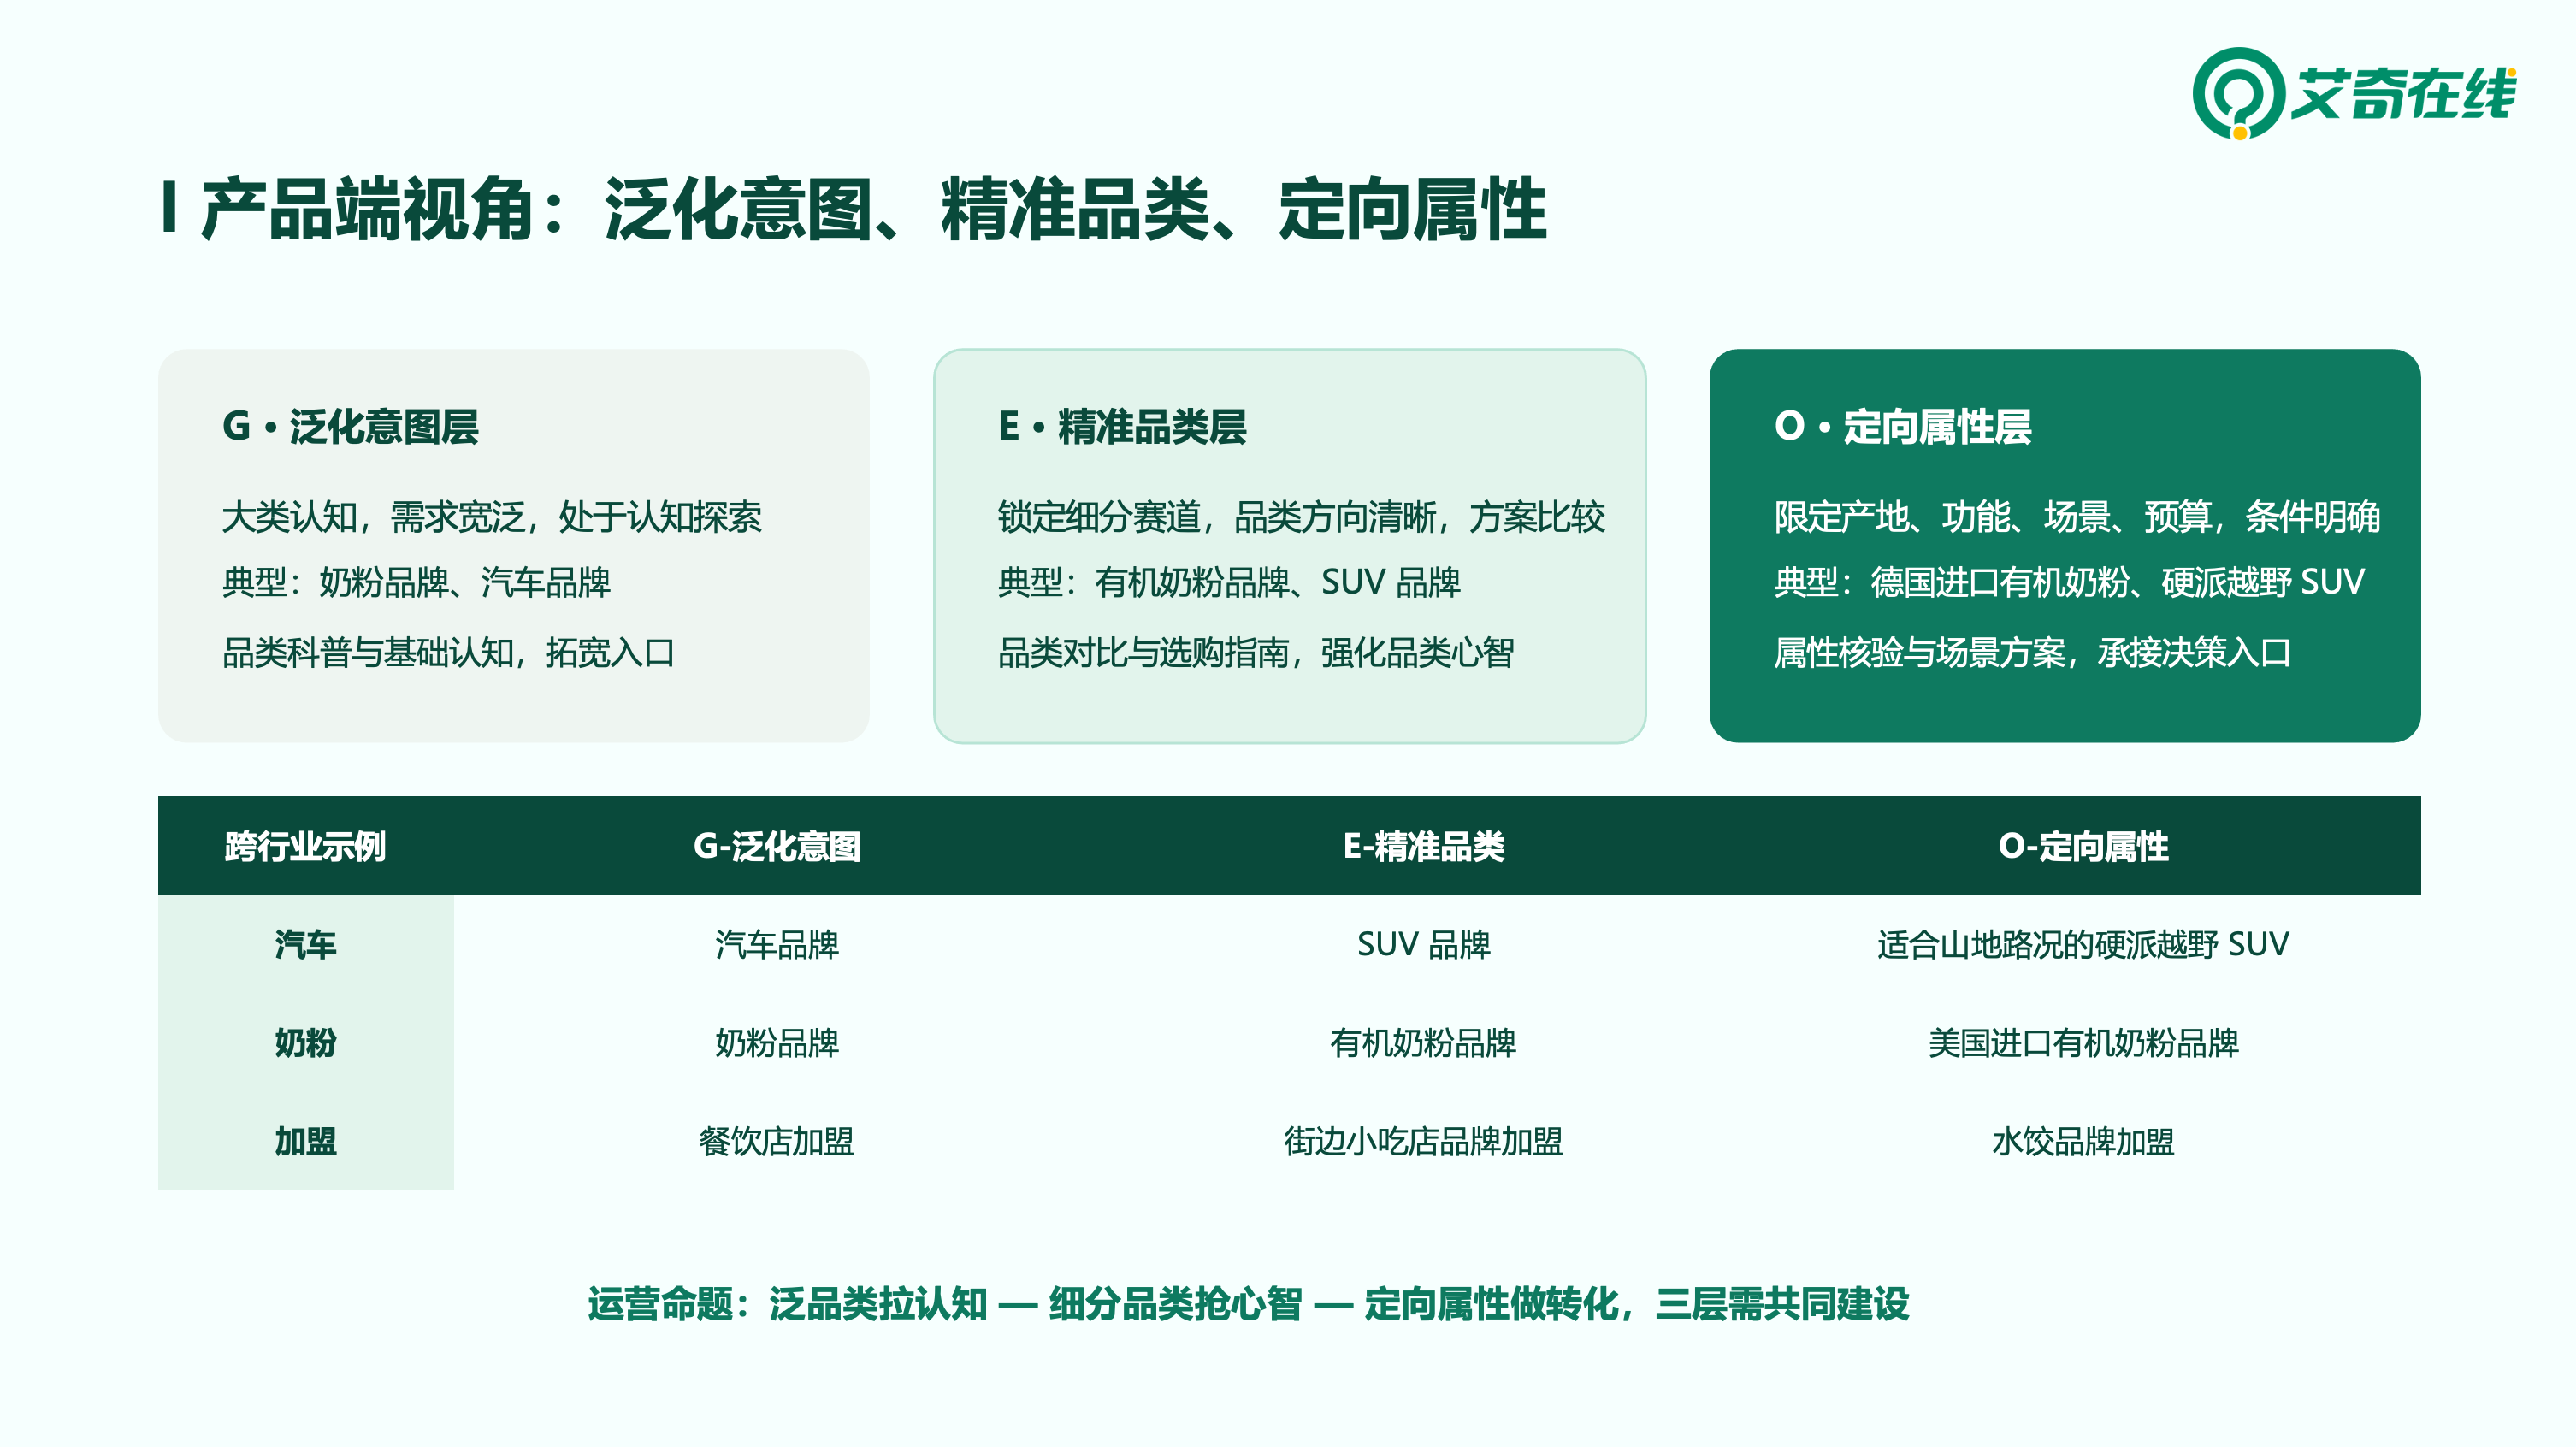 艾奇在线
I 产品端视角：泛化意图、精准品类、定向属性
G · 泛化意图层
大类认知，需求宽泛，处于认知探索
典型：奶粉品牌、汽车品牌
品类科普与基础认知，拓宽入口
E · 精准品类层
锁定细分赛道，品类方向清晰，方案比较
典型：有机奶粉品牌、SUV 品牌
品类对比与选购指南，强化品类心智
O · 定向属性层
限定产地、功能、场景、预算，条件明确
典型：德国进口有机奶粉、硬派越野 SUV
属性核验与场景方案，承接决策入口
跨行业示例 G-泛化意图 E-精准品类 O-定向属性
汽车 汽车品牌 SUV 品牌 适合山地路况的硬派越野 SUV
奶粉 奶粉品牌 有机奶粉品牌 美国进口有机奶粉品牌
加盟 餐饮店加盟 街边小吃店品牌加盟 水饺品牌加盟
运营命题：泛品类拉认知 — 细分品类抢心智 — 定向属性做转化，三层需共同建设